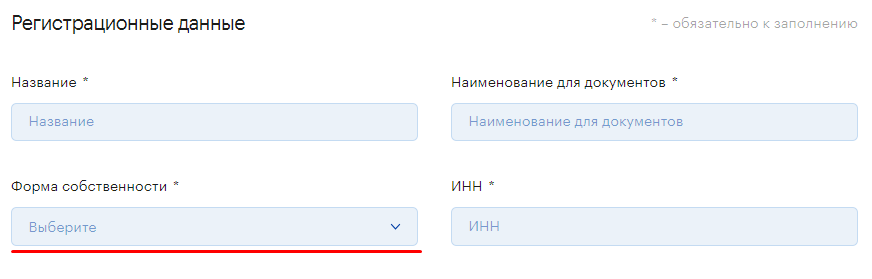 Регистрационные данные
* – обязательно к заполнению
Название *
Наименование для документов *
Название
Наименование для документов
Форма собственности *
ИНН *
Выберите
ИНН